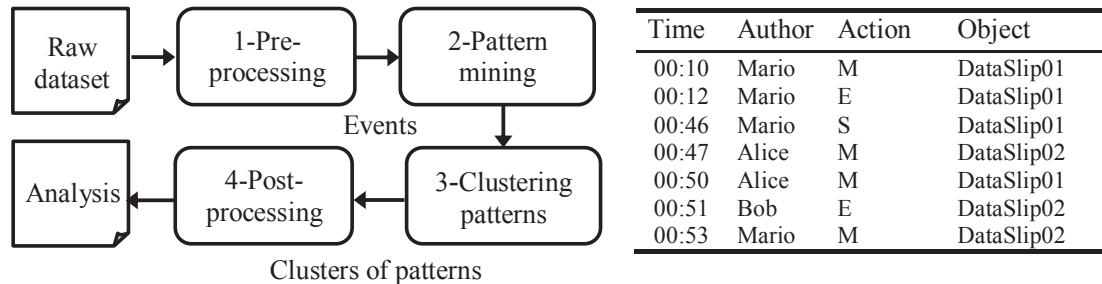 Raw
dataset
1-Pre-
processing
2-Pattern
mining
Events
Analysis
4-Post-
processing
3-Clustering
patterns
Clusters of patterns
Time Author Action Object
00:10 Mario M DataSlip01
00:12 Mario E DataSlip01
00:46 Mario S DataSlip01
00:47 Alice M DataSlip02
00:50 Alice M DataSlip01
00:51 Bob E DataSlip02
00:53 Mario M DataSlip02